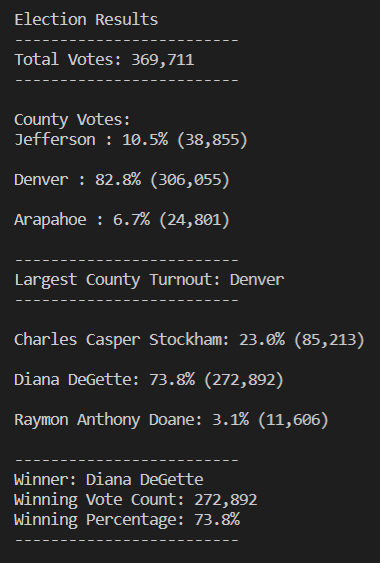 Election Results
-------------------------
Total Votes: 369,711
-------------------------
County Votes:
Jefferson : 10.5% (38,855)
Denver : 82.8% (306,055)
Arapahoe : 6.7% (24,801)
-------------------------
Largest County Turnout: Denver
-------------------------
Charles Casper Stockham: 23.0% (85,213)
Diana DeGette: 73.8% (272,892)
Raymon Anthony Doane: 3.1% (11,606)
-------------------------
Winner: Diana DeGette
Winning Vote Count: 272,892
Winning Percentage: 73.8%
-------------------------